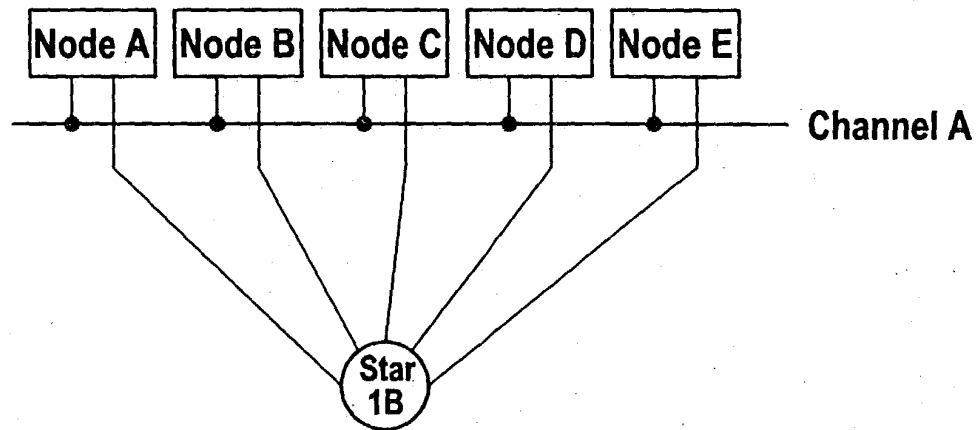 Node A
Node B
Node C
Node D
Node E
Channel A
Star
1B